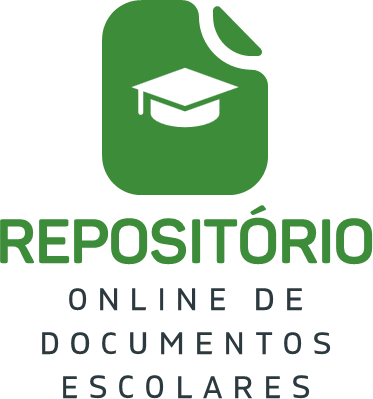 REPOSITÓRIO
ONLINE DE
DOCUMENTOS
ESCOLARES